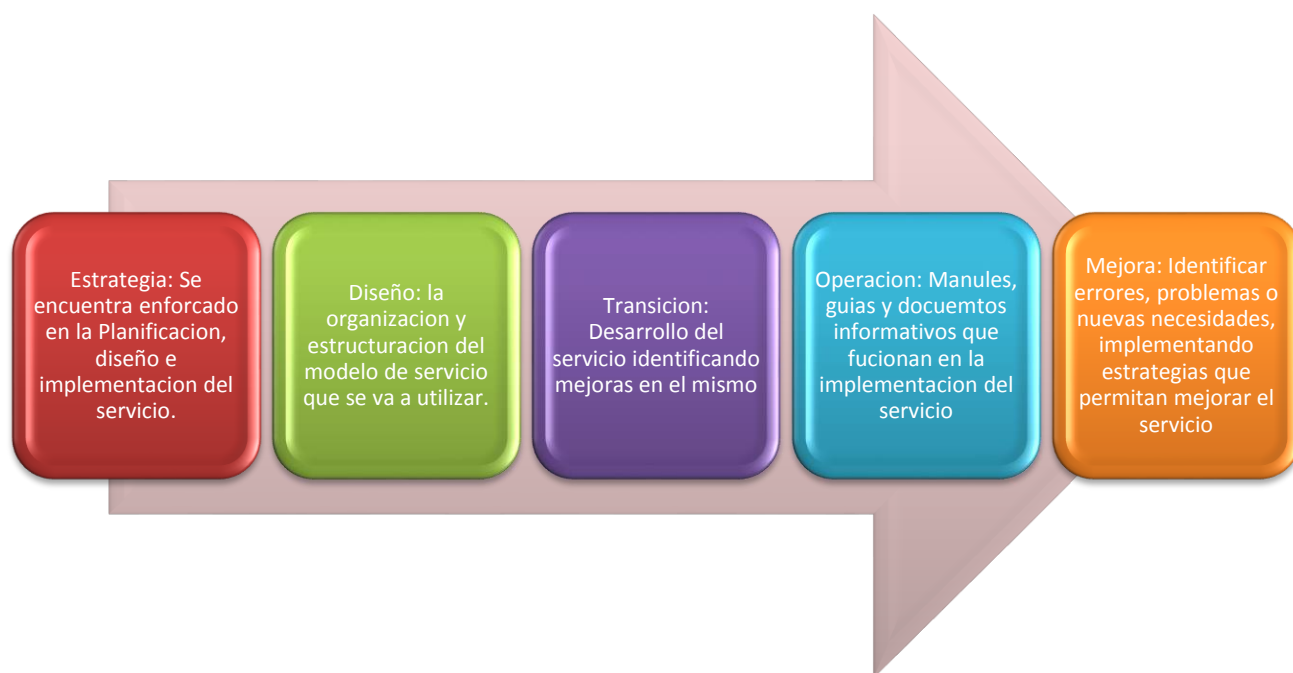 Estrategia: Se
encuentra enforcado
en la Planificacion,
diseño e
implementacion del
servicio.
Diseño: la
organizacion y
estructuracion del
modelo de servicio
que se va a utilizar.
Transicion:
Desarrollo del
servicio identificando
mejoras en el mismo
Operacion: Manules,
guias y docuemtos
informativos que
fucionan en la
implementacion del
servicio
Mejora: Identificar
errores, problemas o
nuevas necesidades,
implementando
estrategias que
permitan mejorar el
servicio